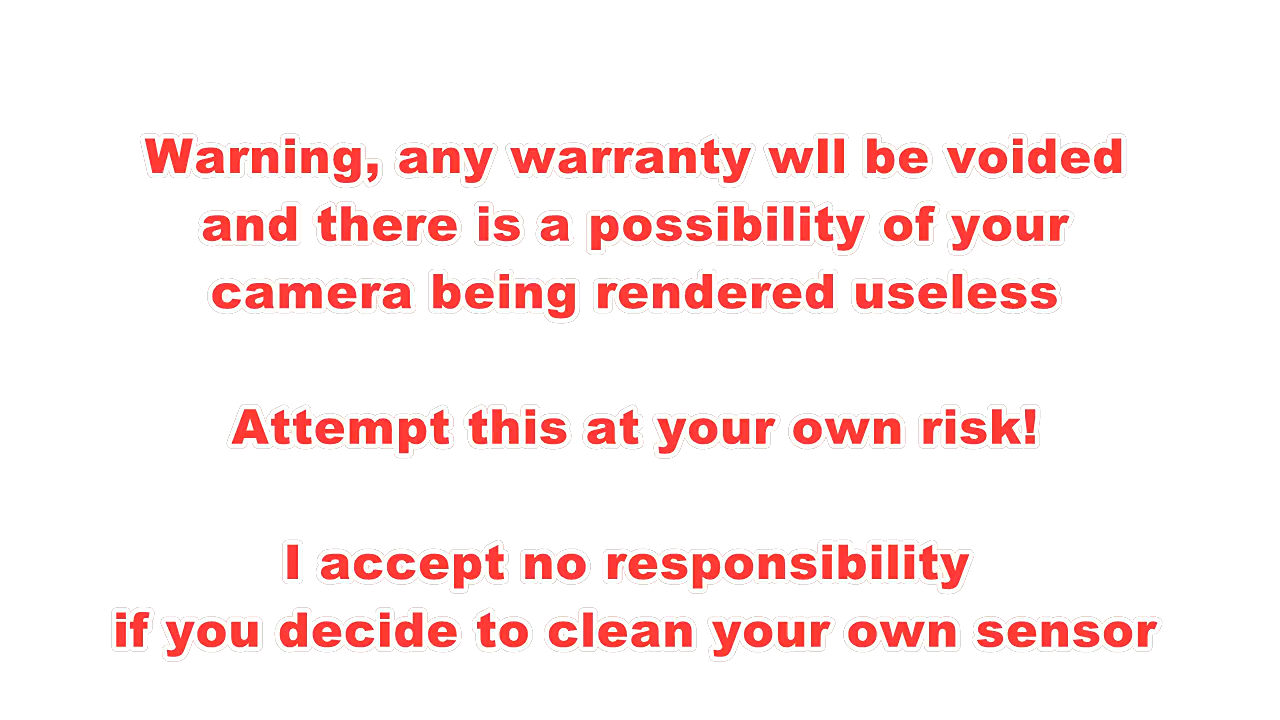 Warning, any warranty wll be voided
and there is a possibility of your
camera being rendered useless
Attempt this at your own risk!
I accept no responsibility
if you decide to clean your own sensor